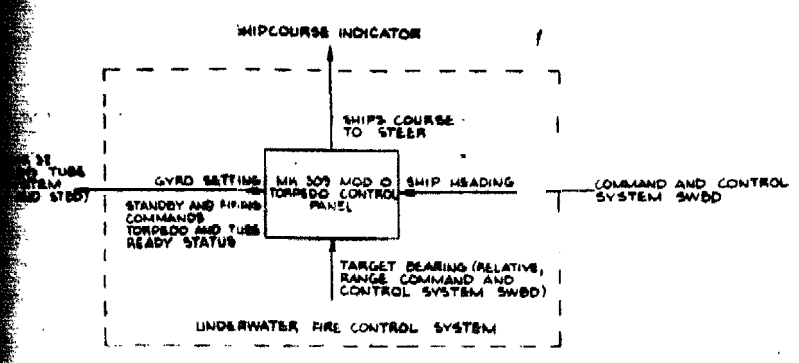 SHIPCOURSE INDICATOR
SHIPS COURSE
TO STEER
TUBE
GYRO SETTING
MK 309 MOD 0
TORPEDO CONTROL
PANEL
SHIP HEADING
COMMAND AND CONTROL
SYSTEM SWBD
STANDBY AND FIRING
COMMANDS
TORPEDO AND TUBE
READY STATUS
TARGET BEARING (RELATIVE,
RANGE COMMAND AND
CONTROL SYSTEM SWBD)
UNDERWATER FIRE CONTROL SYSTEM